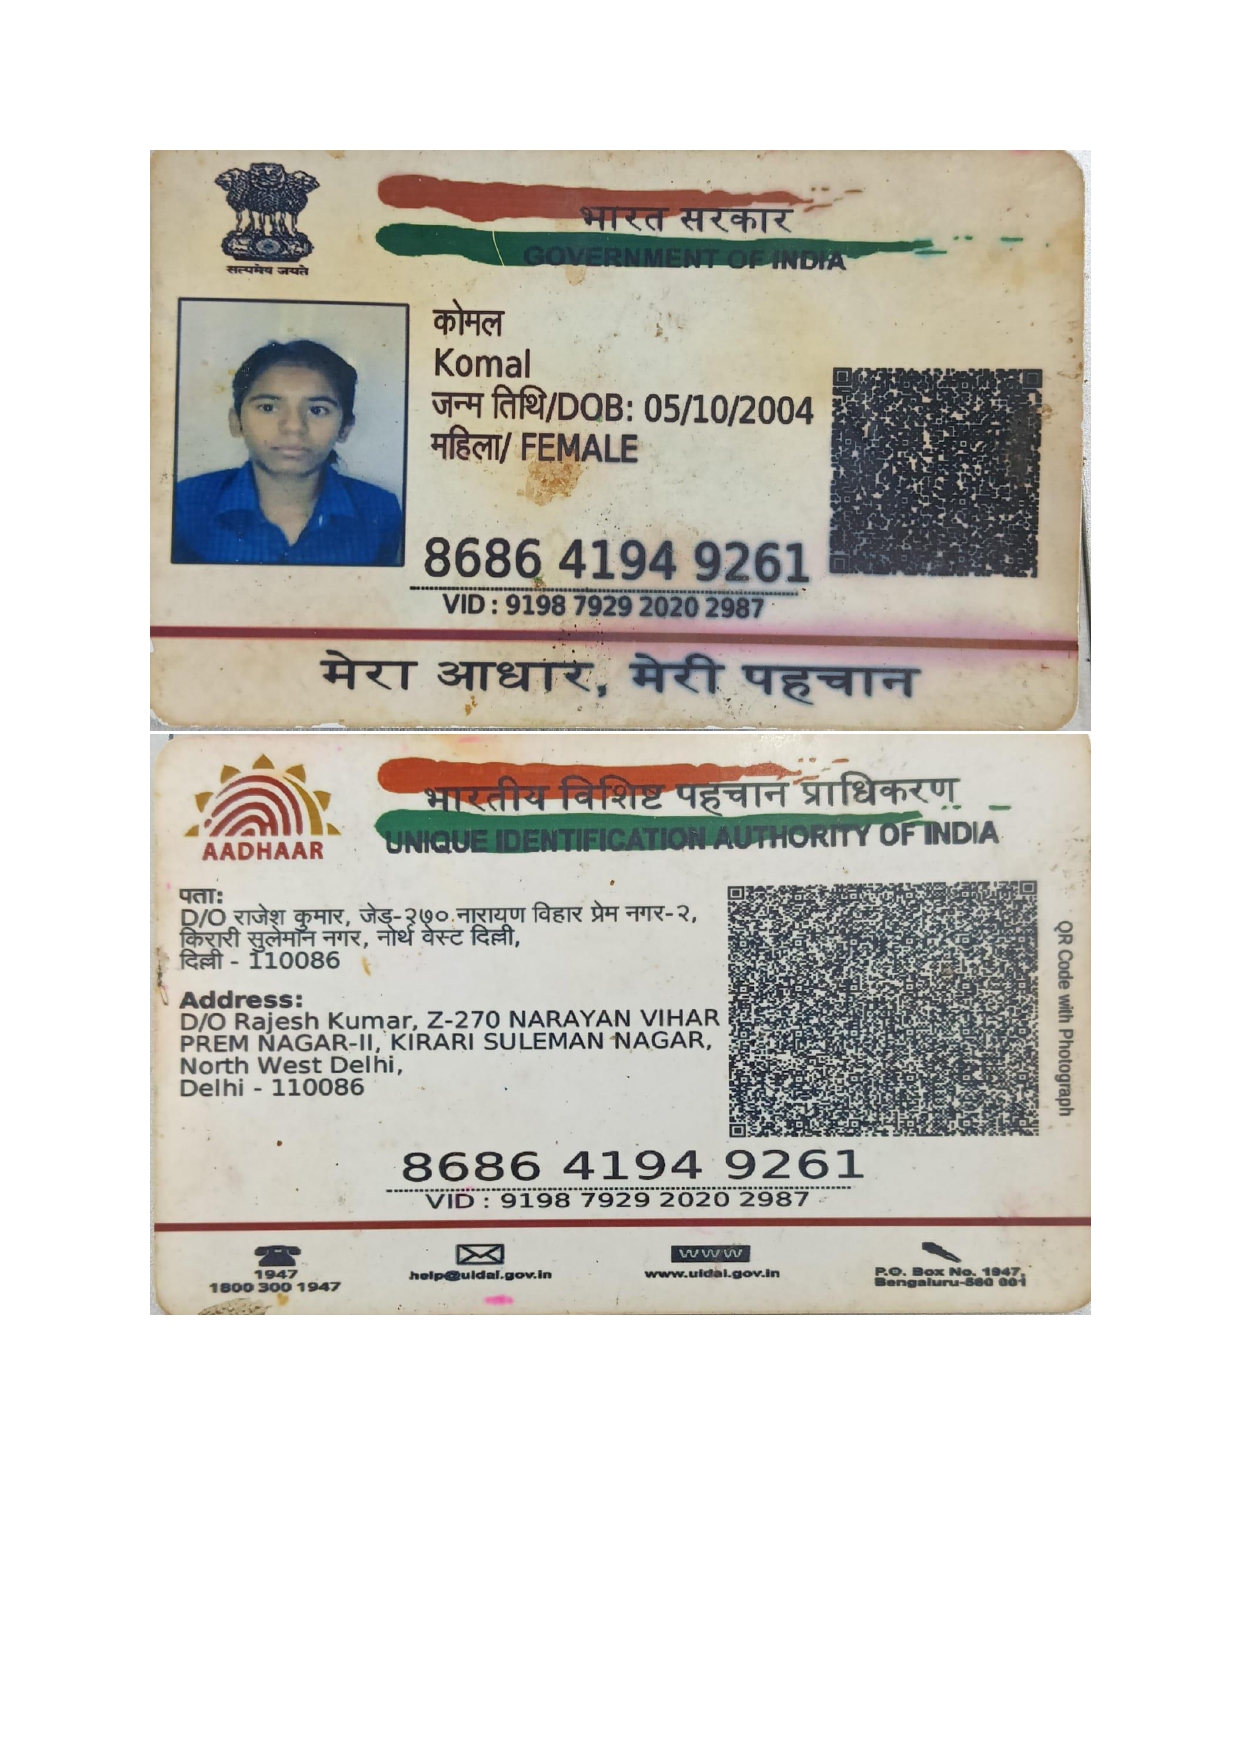 भारत सरकार
GOVERNMENT OF INDIA
सत्यमेव जयते
कोमल
Komal
जन्म तिथि/DOB: 05/10/2004
महिला/ FEMALE
8686 4194 9261
VID : 9198 7929 2020 2987
मेरा आधार, मेरी पहचान
भारतीय विशिष्ट पहचान प्राधिकरण
UNIQUE IDENTIFICATION AUTHORITY OF INDIA
AADHAAR
पता:
D/O राजेश कुमार, जेड-२७० नारायण विहार प्रेम नगर-२,
किरारी सुलेमान नगर, नोर्थ वेस्ट दिल्ली,
दिल्ली - 110086
Address:
D/O Rajesh Kumar, Z-270 NARAYAN VIHAR
PREM NAGAR-II, KIRARI SULEMAN NAGAR,
North West Delhi,
Delhi - 110086
QR Code with Photograph
8686 4194 9261
VID : 9198 7929 2020 2987
1947
1800 300 1947
help@uidai.gov.in
WWW
www.uidai.gov.in
P.O. Box No. 1947,
Bengaluru-560 001